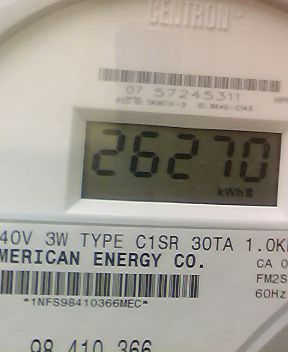 CENTRON®
07 57245311
26270
kWh
40V 3W TYPE C1SR 30TA 1.0K
MERICAN ENERGY CO.
CA 0
FM2S
60Hz
*1NFS98410366MEC*
98 410 366